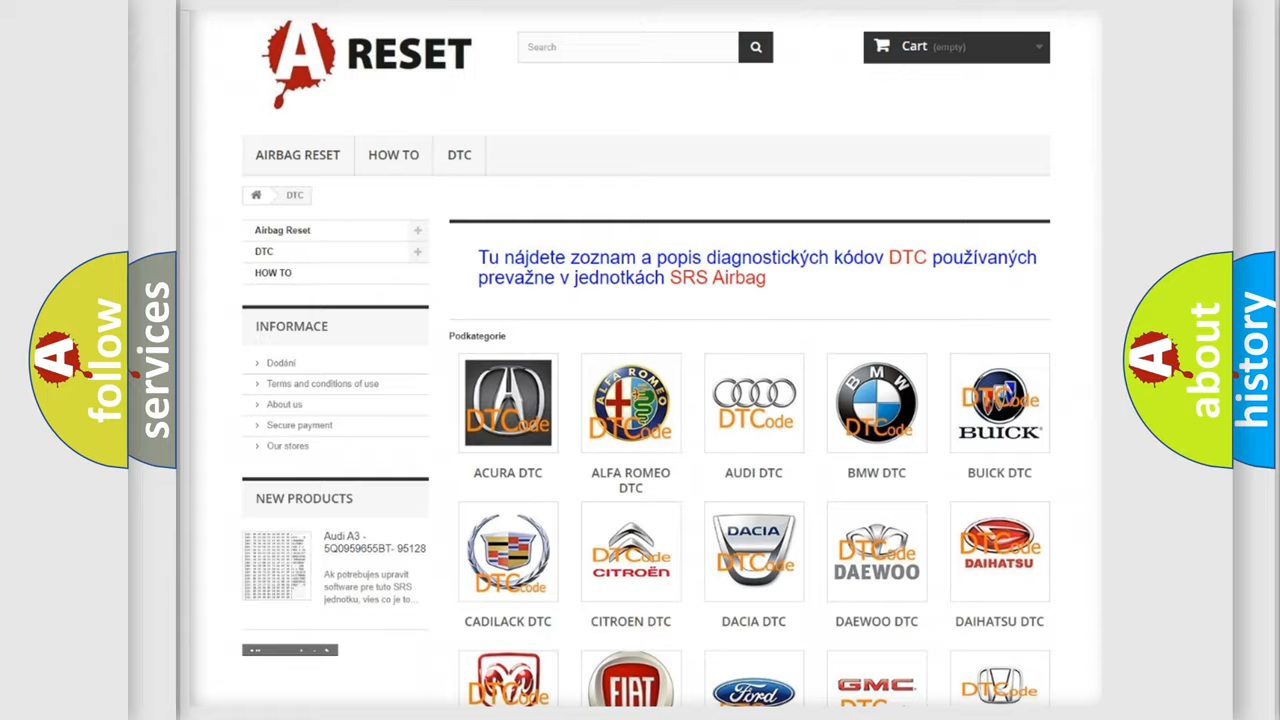 A RESET
Search
Cart (empty)
AIRBAG RESET
HOW TO
DTC
DTC
Airbag Reset
DTC
HOW TO
Tu nájdete zoznam a popis diagnostických kódov DTC používaných
prevažne v jednotkách SRS Airbag
INFORMACE
Dodání
Terms and conditions of use
About us
Secure payment
Our stores
Podkategorie
DTCode
ALFA ROMEO
DTCode
DTCode
BMW
DTCode
DTCode
BUICK
ACURA DTC
ALFA ROMEO
DTC
AUDI DTC
BMW DTC
BUICK DTC
NEW PRODUCTS
Audi A3 -
5Q0959655BT- 95128
Ak potrebujes upravit
software pre tuto SRS
jednotku, vies co je to...
DTCode
DTCode
CITROËN
DACIA
DTCode
DTCode
DAEWOO
DTCode
DAIHATSU
CADILACK DTC
CITROEN DTC
DACIA DTC
DAEWOO DTC
DAIHATSU DTC
DTCode
FIAT
Ford
GMC
DTCode
A follow
services
A about
history